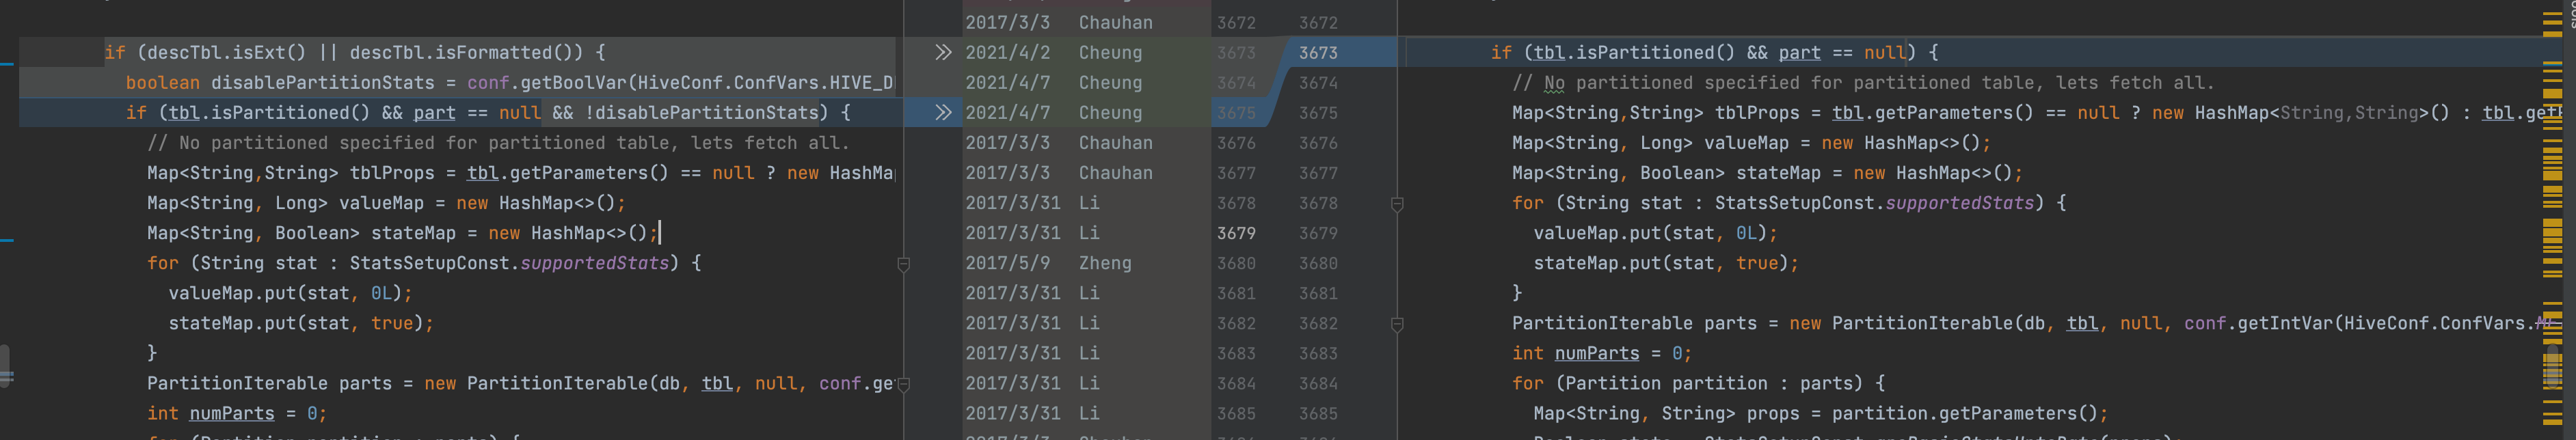 if (descTbl.isExt() || descTbl.isFormatted()) {
boolean disablePartitionStats = conf.getBoolVar(HiveConf.ConfVars.HIVE_D
if (tbl.isPartitioned() && part == null && !disablePartitionStats) {
// No partitioned specified for partitioned table, lets fetch all.
Map<String,String> tblProps = tbl.getParameters() == null ? new HashMa
Map<String, Long> valueMap = new HashMap<>();
Map<String, Boolean> stateMap = new HashMap<>();
for (String stat : StatsSetupConst.supportedStats) {
valueMap.put(stat, 0L);
stateMap.put(stat, true);
}
PartitionIterable parts = new PartitionIterable(db, tbl, null, conf.ge
int numParts = 0;
2017/3/3 Chauhan 3672 3672
2021/4/2 Cheung 3673 3673
2021/4/7 Cheung 3674 3674
2021/4/7 Cheung 3675 3675
2017/3/3 Chauhan 3676 3676
2017/3/3 Chauhan 3677 3677
2017/3/31 Li 3678 3678
2017/3/31 Li 3679 3679
2017/5/9 Zheng 3680 3680
2017/3/31 Li 3681 3681
2017/3/31 Li 3682 3682
2017/3/31 Li 3683 3683
2017/3/31 Li 3684 3684
2017/3/31 Li 3685 3685
if (tbl.isPartitioned() && part == null) {
// No partitioned specified for partitioned table, lets fetch all.
Map<String,String> tblProps = tbl.getParameters() == null ? new HashMap<String,String>() : tbl.get
Map<String, Long> valueMap = new HashMap<>();
Map<String, Boolean> stateMap = new HashMap<>();
for (String stat : StatsSetupConst.supportedStats) {
valueMap.put(stat, 0L);
stateMap.put(stat, true);
}
PartitionIterable parts = new PartitionIterable(db, tbl, null, conf.getIntVar(HiveConf.ConfVars.
int numParts = 0;
for (Partition partition : parts) {
Map<String, String> props = partition.getParameters();